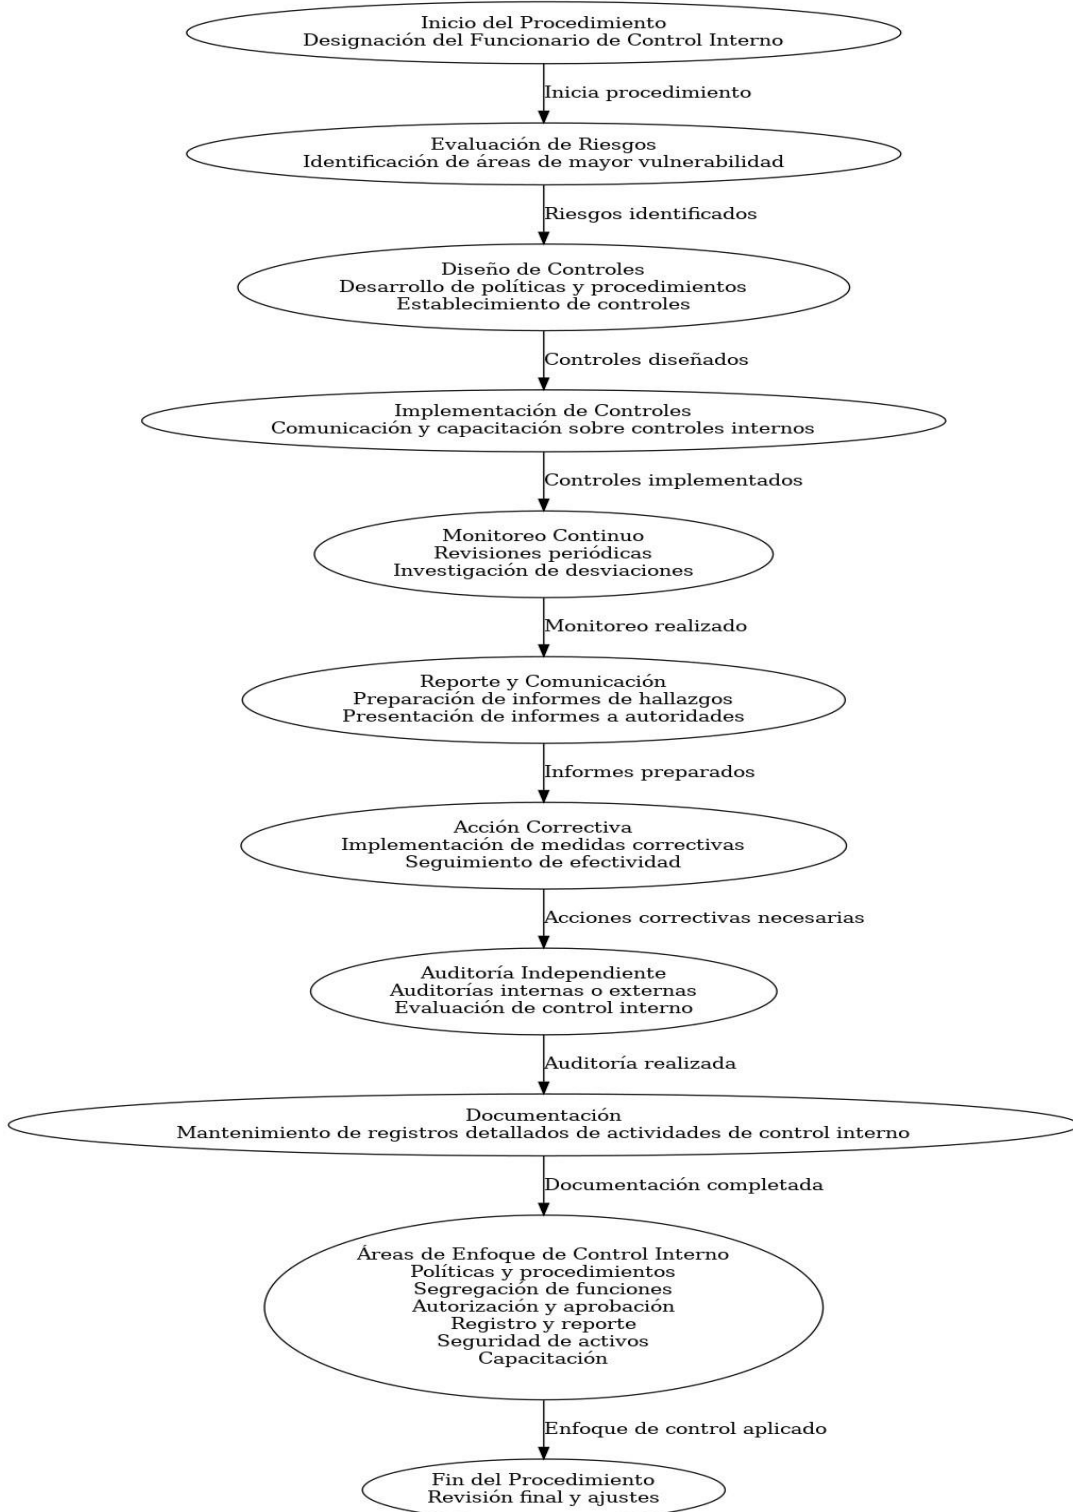 Inicio del Procedimiento
Designación del Funcionario de Control Interno
Inicia procedimiento
Evaluación de Riesgos
Identificación de áreas de mayor vulnerabilidad
Riesgos identificados
Diseño de Controles
Desarrollo de políticas y procedimientos
Establecimiento de controles
Controles diseñados
Implementación de Controles
Comunicación y capacitación sobre controles internos
Controles implementados
Monitoreo Continuo
Revisiones periódicas
Investigación de desviaciones
Monitoreo realizado
Reporte y Comunicación
Preparación de informes de hallazgos
Presentación de informes a autoridades
Informes preparados
Acción Correctiva
Implementación de medidas correctivas
Seguimiento de efectividad
Acciones correctivas necesarias
Auditoría Independiente
Auditorías internas o externas
Evaluación de control interno
Auditoría realizada
Documentación
Mantenimiento de registros detallados de actividades de control interno
Documentación completada
Áreas de Enfoque de Control Interno
Políticas y procedimientos
Segregación de funciones
Autorización y aprobación
Registro y reporte
Seguridad de activos
Capacitación
Enfoque de control aplicado
Fin del Procedimiento
Revisión final y ajustes